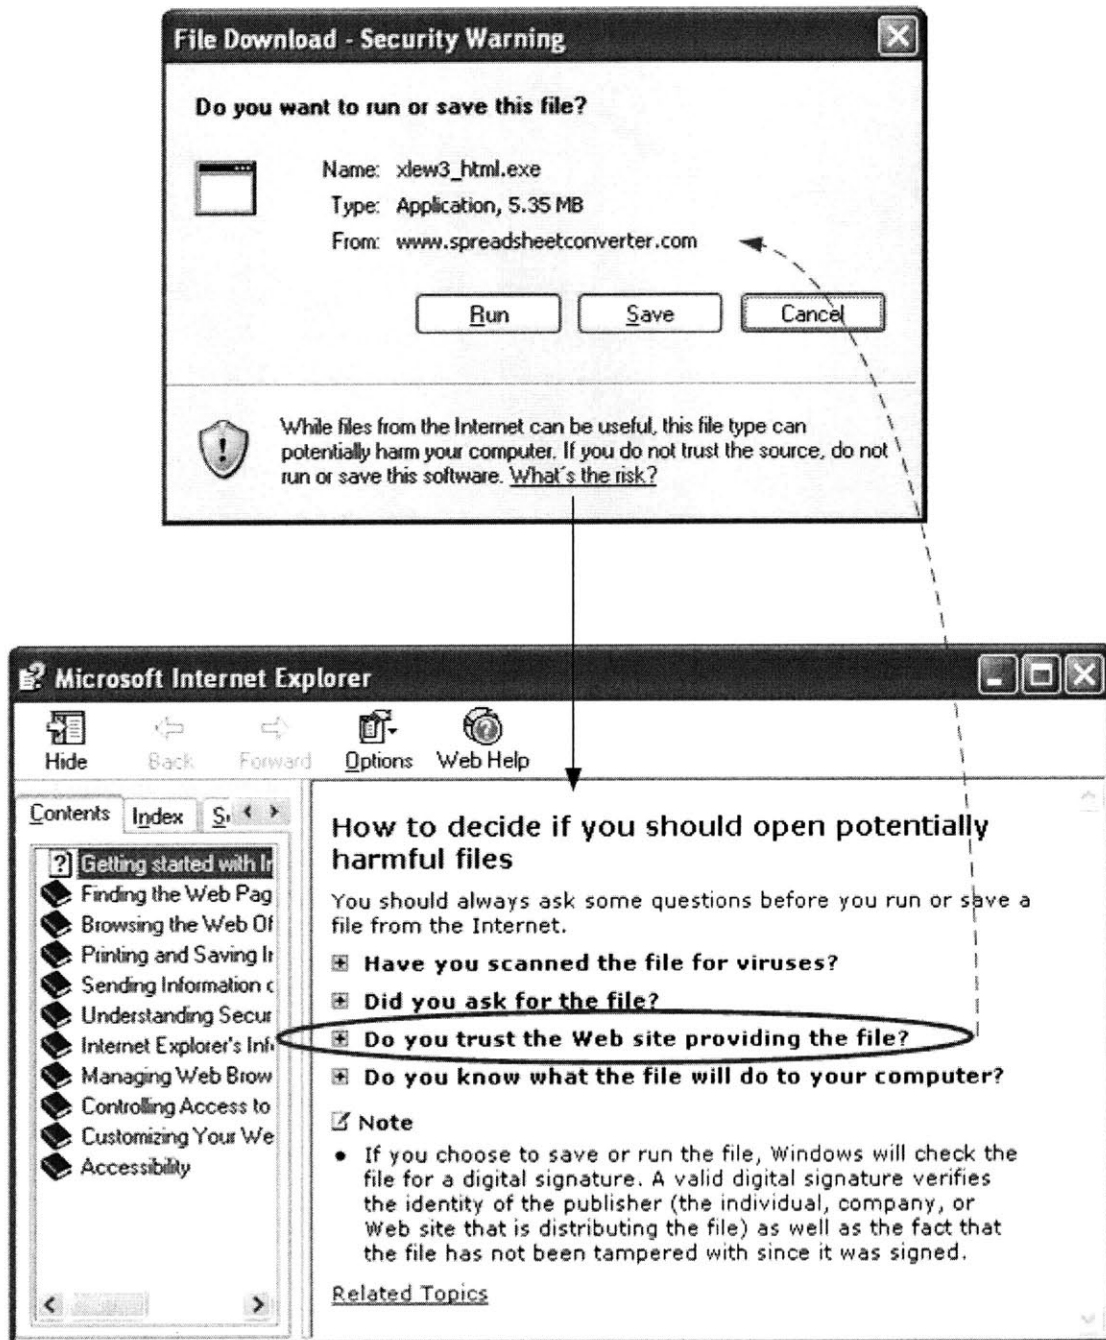 File Download - Security Warning
Do you want to run or save this file?
Name: xlew3_html.exe
Type: Application, 5.35 MB
From: www.spreadsheetconverter.com
Run Save Cancel
While files from the Internet can be useful, this file type can
potentially harm your computer. If you do not trust the source, do not
run or save this software. What's the risk?
Microsoft Internet Explorer
Hide Back Forward Options Web Help
Contents Index
Getting started with In
Finding the Web Pag
Browsing the Web Of
Printing and Saving In
Sending Information
Understanding Secur
Internet Explorer's Info
Managing Web Brow
Controlling Access to
Customizing Your We
Accessibility
How to decide if you should open potentially
harmful files
You should always ask some questions before you run or save a
file from the Internet.
Have you scanned the file for viruses?
Did you ask for the file?
Do you trust the Web site providing the file?
Do you know what the file will do to your computer?
Note
• If you choose to save or run the file, Windows will check the
file for a digital signature. A valid digital signature verifies
the identity of the publisher (the individual, company, or
Web site that is distributing the file) as well as the fact that
the file has not been tampered with since it was signed.
Related Topics